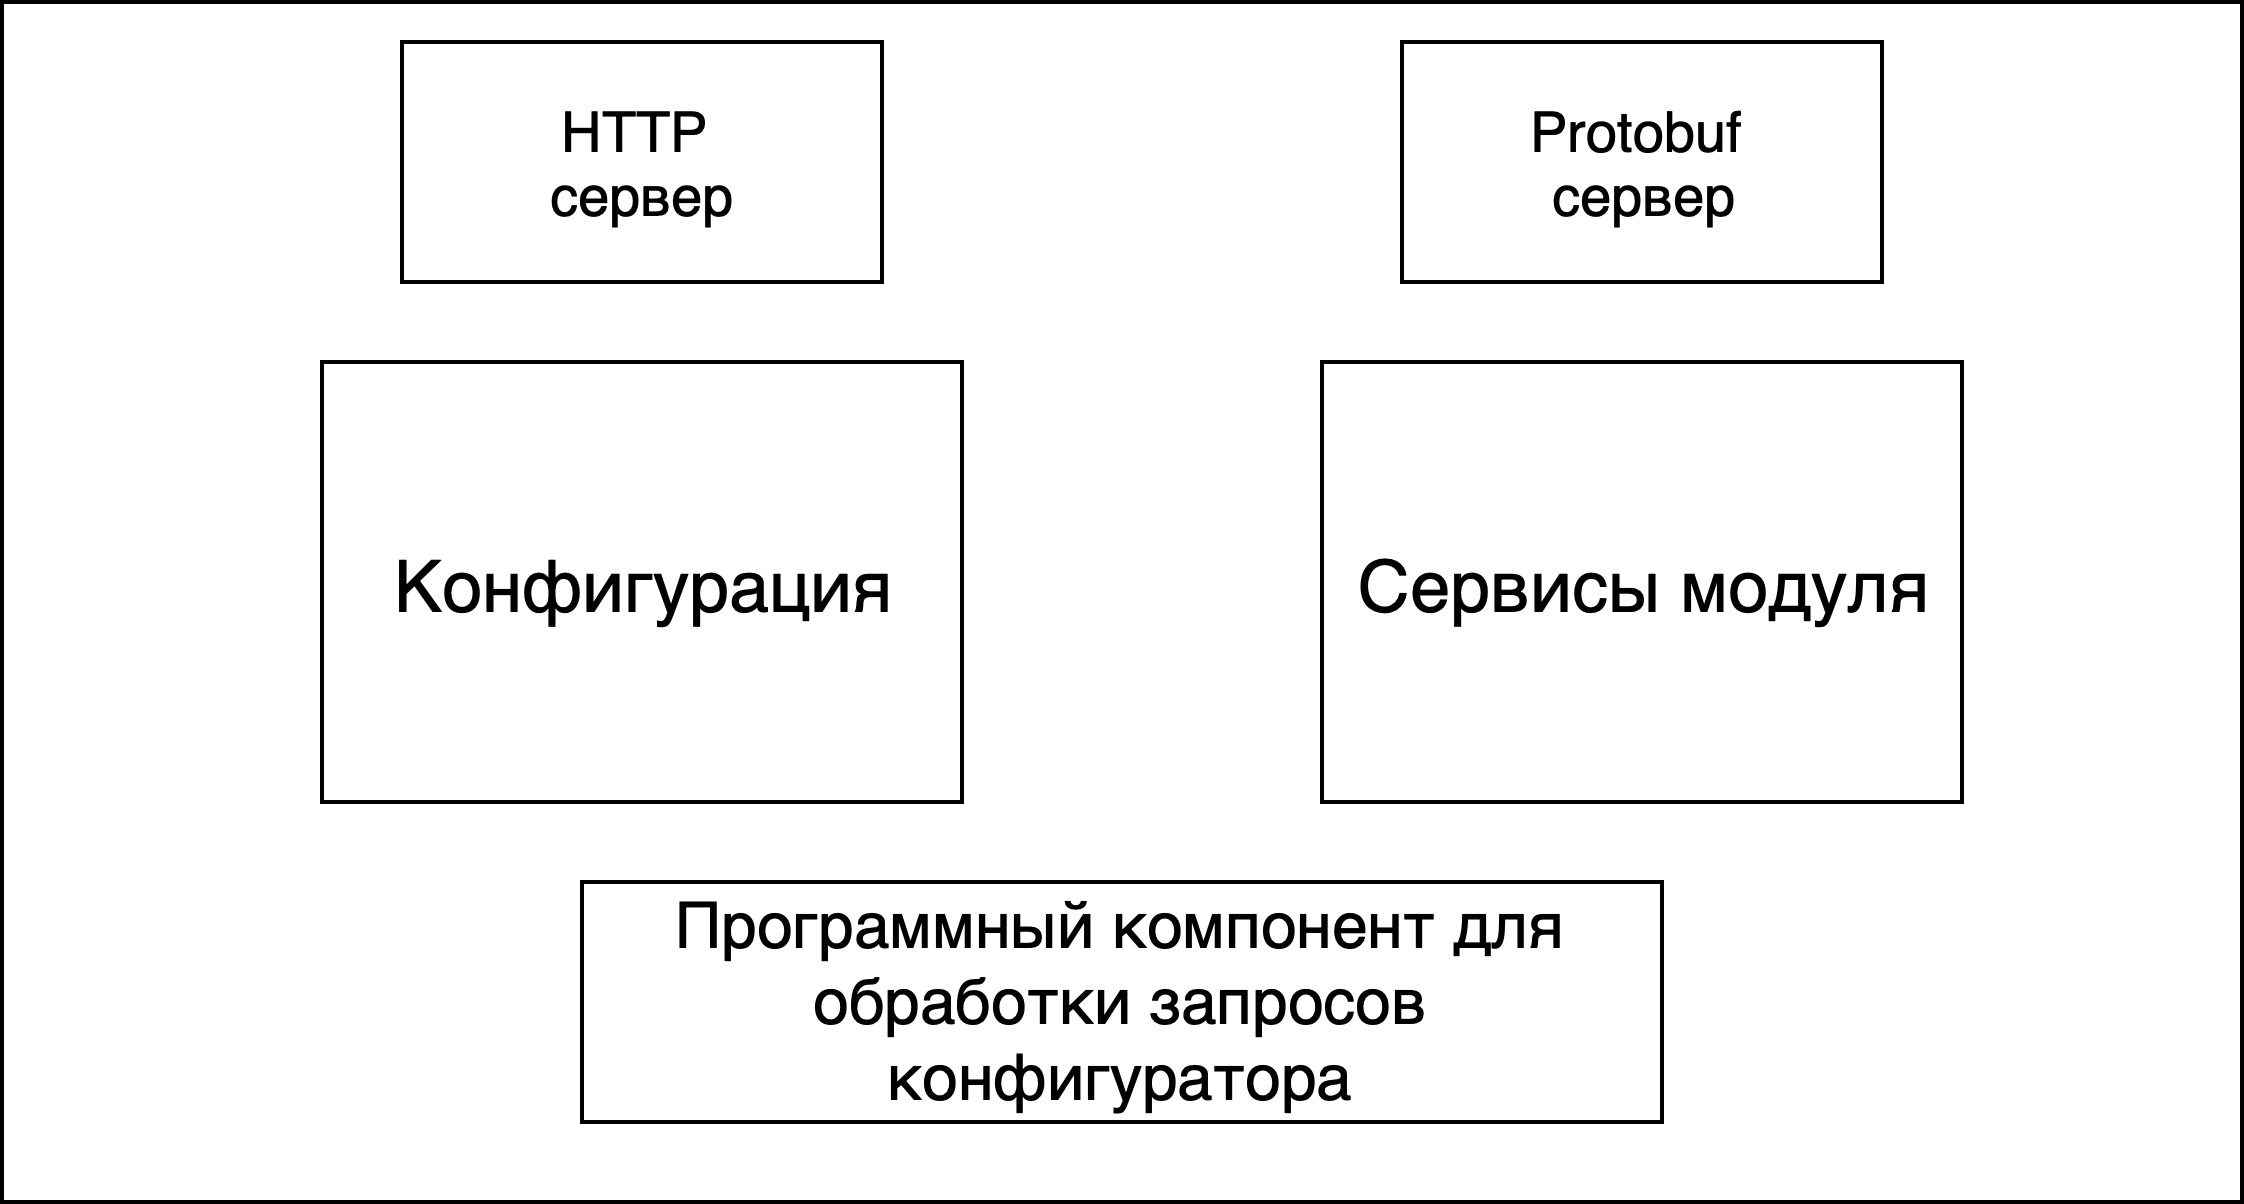 HTTP
сервер
Protobuf
сервер
Конфигурация
Сервисы модуля
Программный компонент для
обработки запросов
конфигуратора